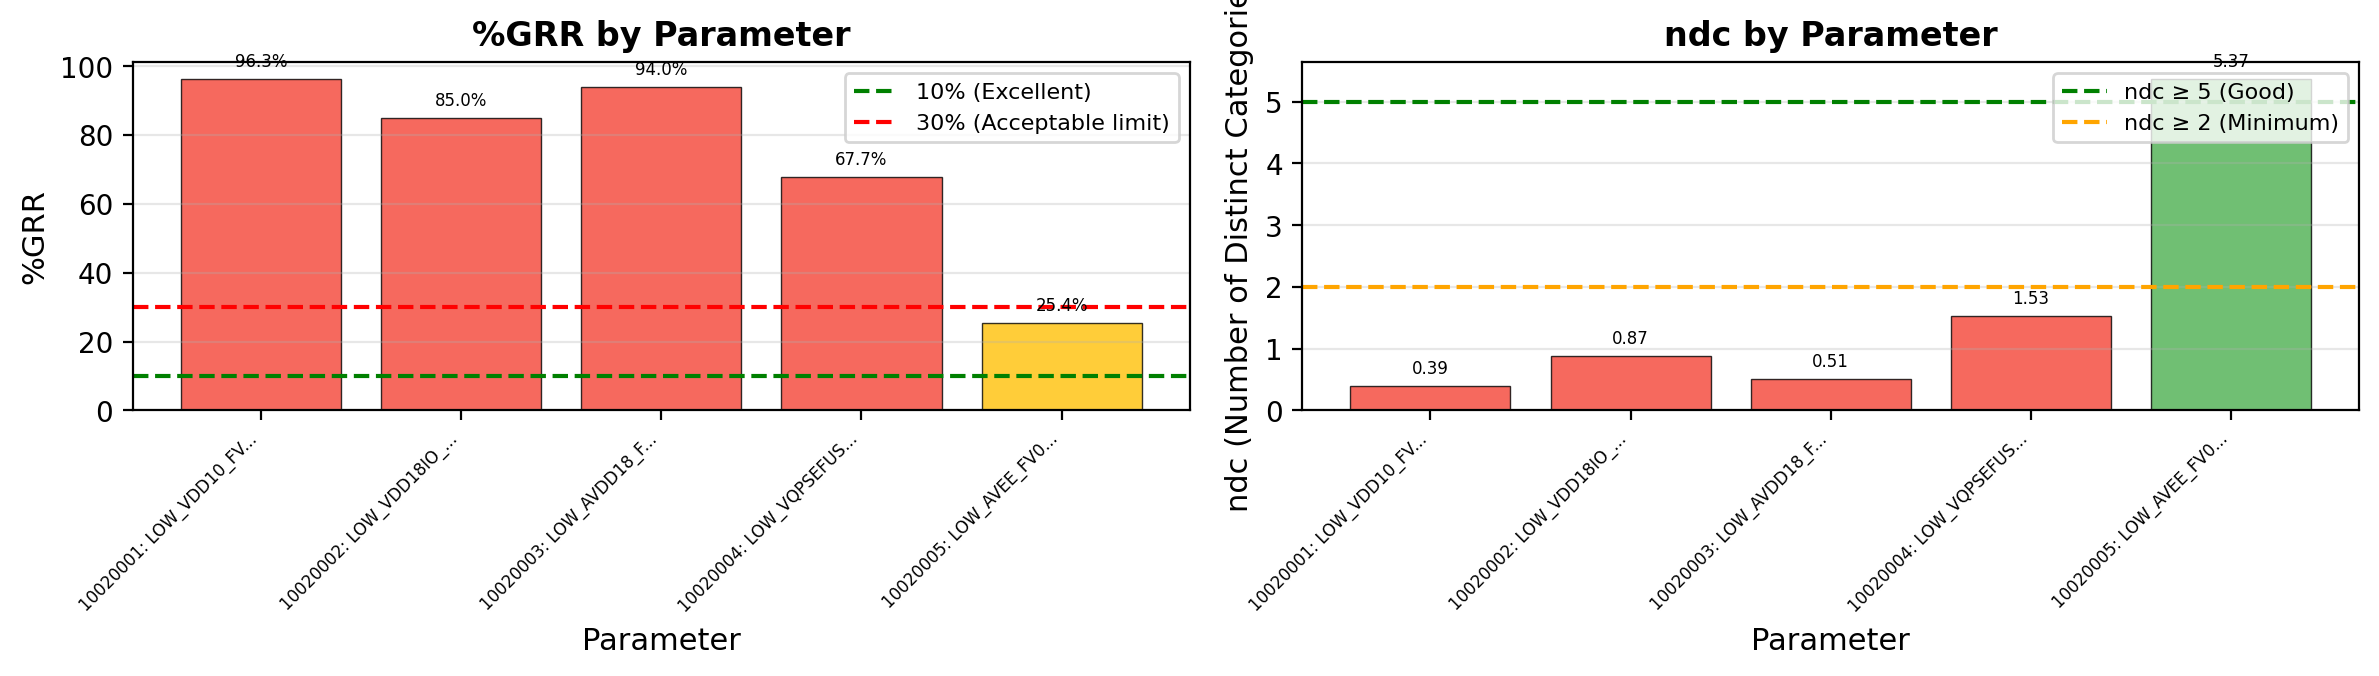 %GRR by Parameter
%GRR
100
80
60
40
20
0
96.3%
85.0%
94.0%
67.7%
25.4%
10% (Excellent)
30% (Acceptable limit)
10020001: LOW_VDD10_FV...
10020002: LOW_VDD18IO_...
10020003: LOW_AVDD18_F...
10020004: LOW_VQPSEFUS...
10020005: LOW_AVEE_FV0...
Parameter
ndc by Parameter
ndc (Number of Distinct Categorie
5
4
3
2
1
0
0.39
0.87
0.51
1.53
5.37
ndc ≥ 5 (Good)
ndc ≥ 2 (Minimum)
10020001: LOW_VDD10_FV...
10020002: LOW_VDD18IO_...
10020003: LOW_AVDD18_F...
10020004: LOW_VQPSEFUS...
10020005: LOW_AVEE_FV0...
Parameter